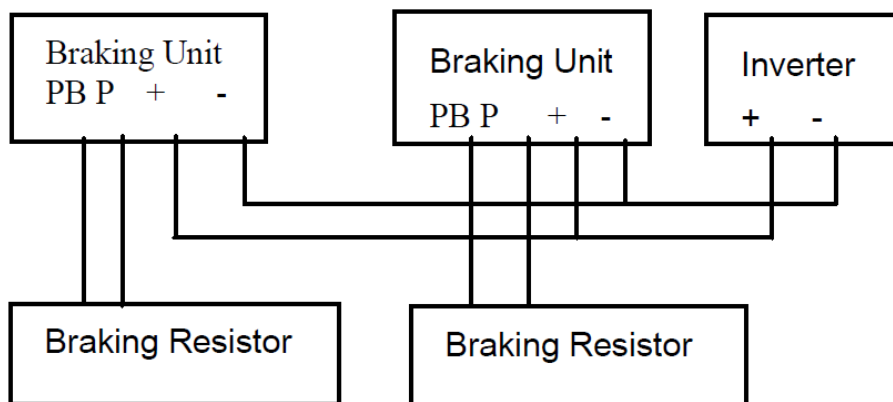 Braking Unit
PB P + -
Braking Unit
PB P + -
Inverter
+ -
Braking Resistor
Braking Resistor